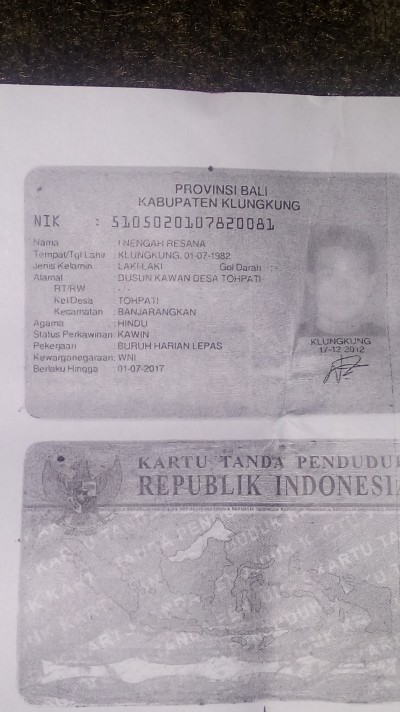 PROVINSI BALI
KABUPATEN KLUNGKUNG
NIK : 5105020107820081
Nama : I NENGAH RESANA
Tempat/Tgl Lahir : KLUNGKUNG, 01-07-1982
Jenis Kelamin : LAKI-LAKI Gol Darah : -
Alamat : DUSUN KAWAN DESA TOHPATI
RT/RW : - / -
Kel/Desa : TOHPATI
Kecamatan : BANJARANGKAN
Agama : HINDU
Status Perkawinan: KAWIN
Pekerjaan : BURUH HARIAN LEPAS
Kewarganegaraan: WNI
Berlaku Hingga : 01-07-2017
KLUNGKUNG
17-12-2012
KARTU TANDA PENDUDU
REPUBLIK INDONESIA